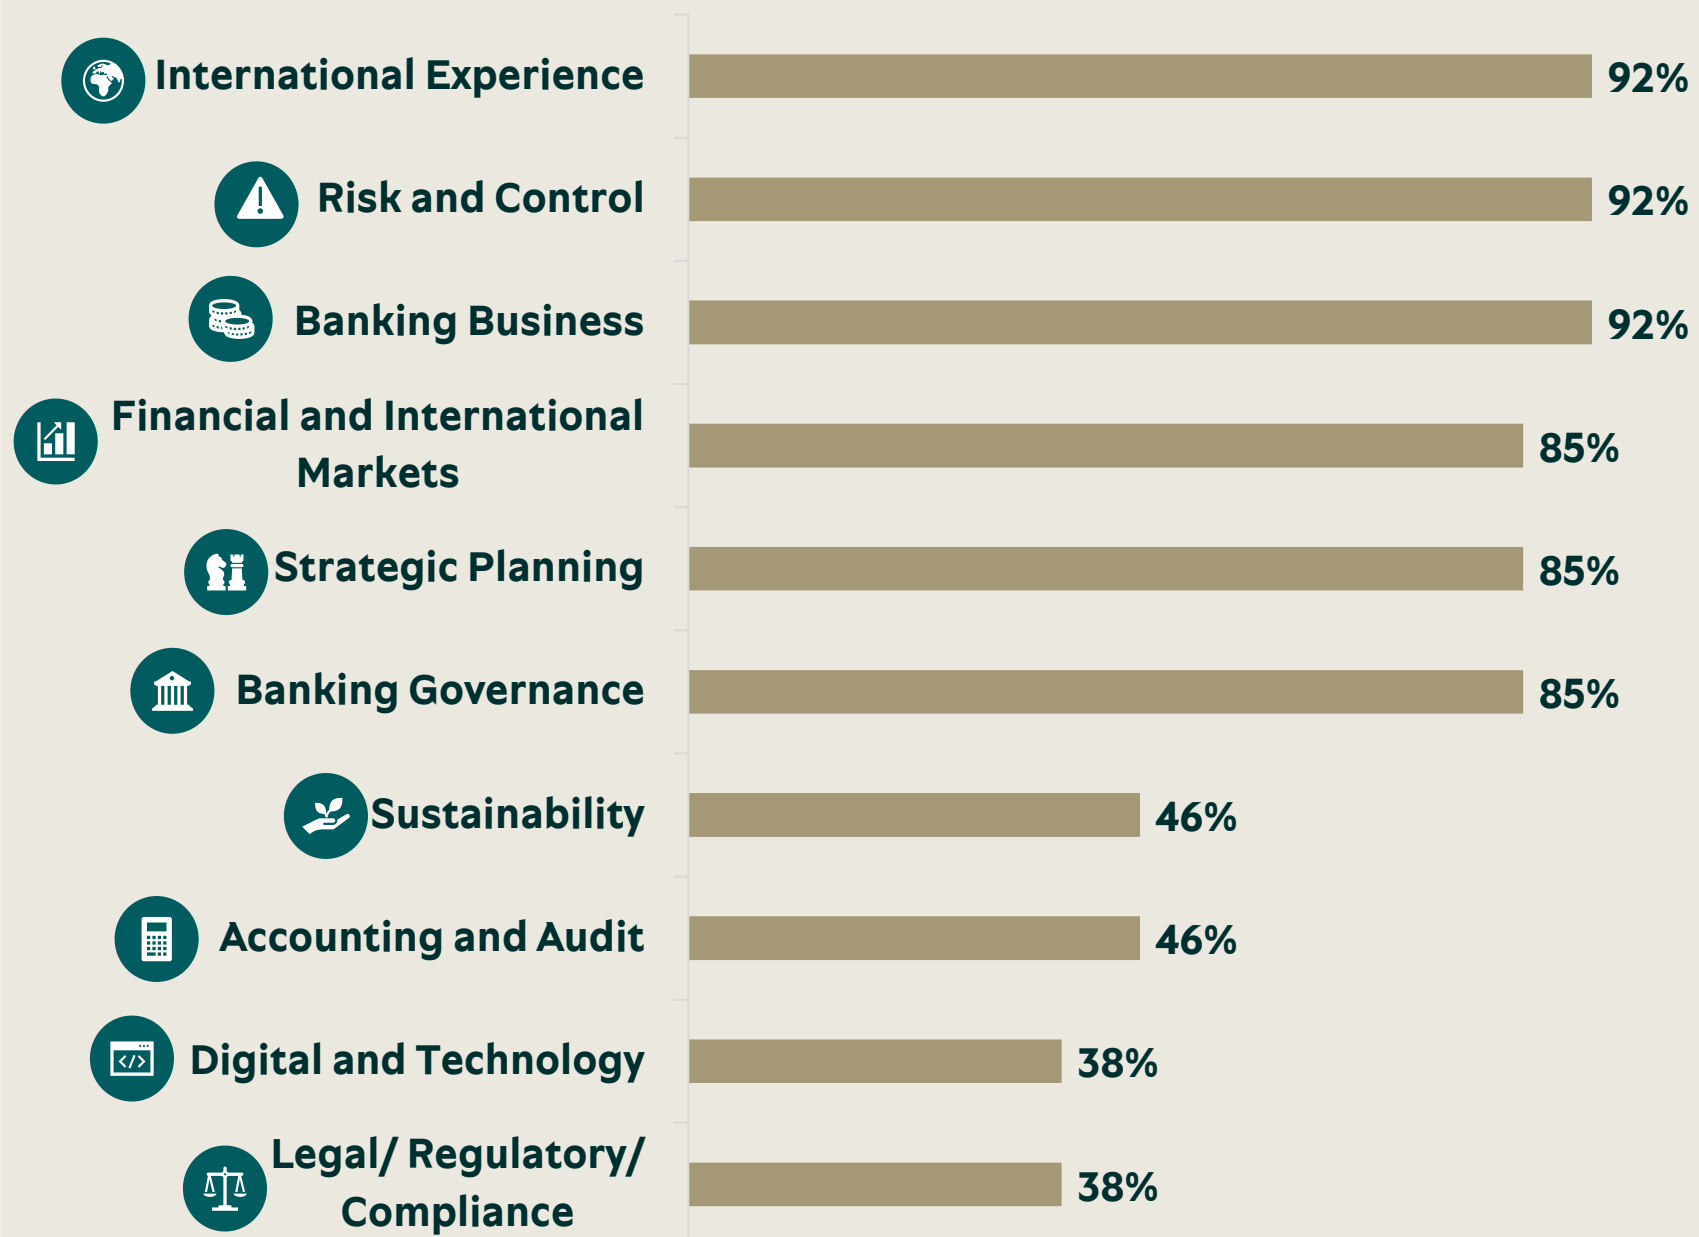 International Experience 92%
Risk and Control 92%
Banking Business 92%
Financial and International
Markets 85%
Strategic Planning 85%
Banking Governance 85%
Sustainability 46%
Accounting and Audit 46%
Digital and Technology 38%
Legal/ Regulatory/
Compliance 38%